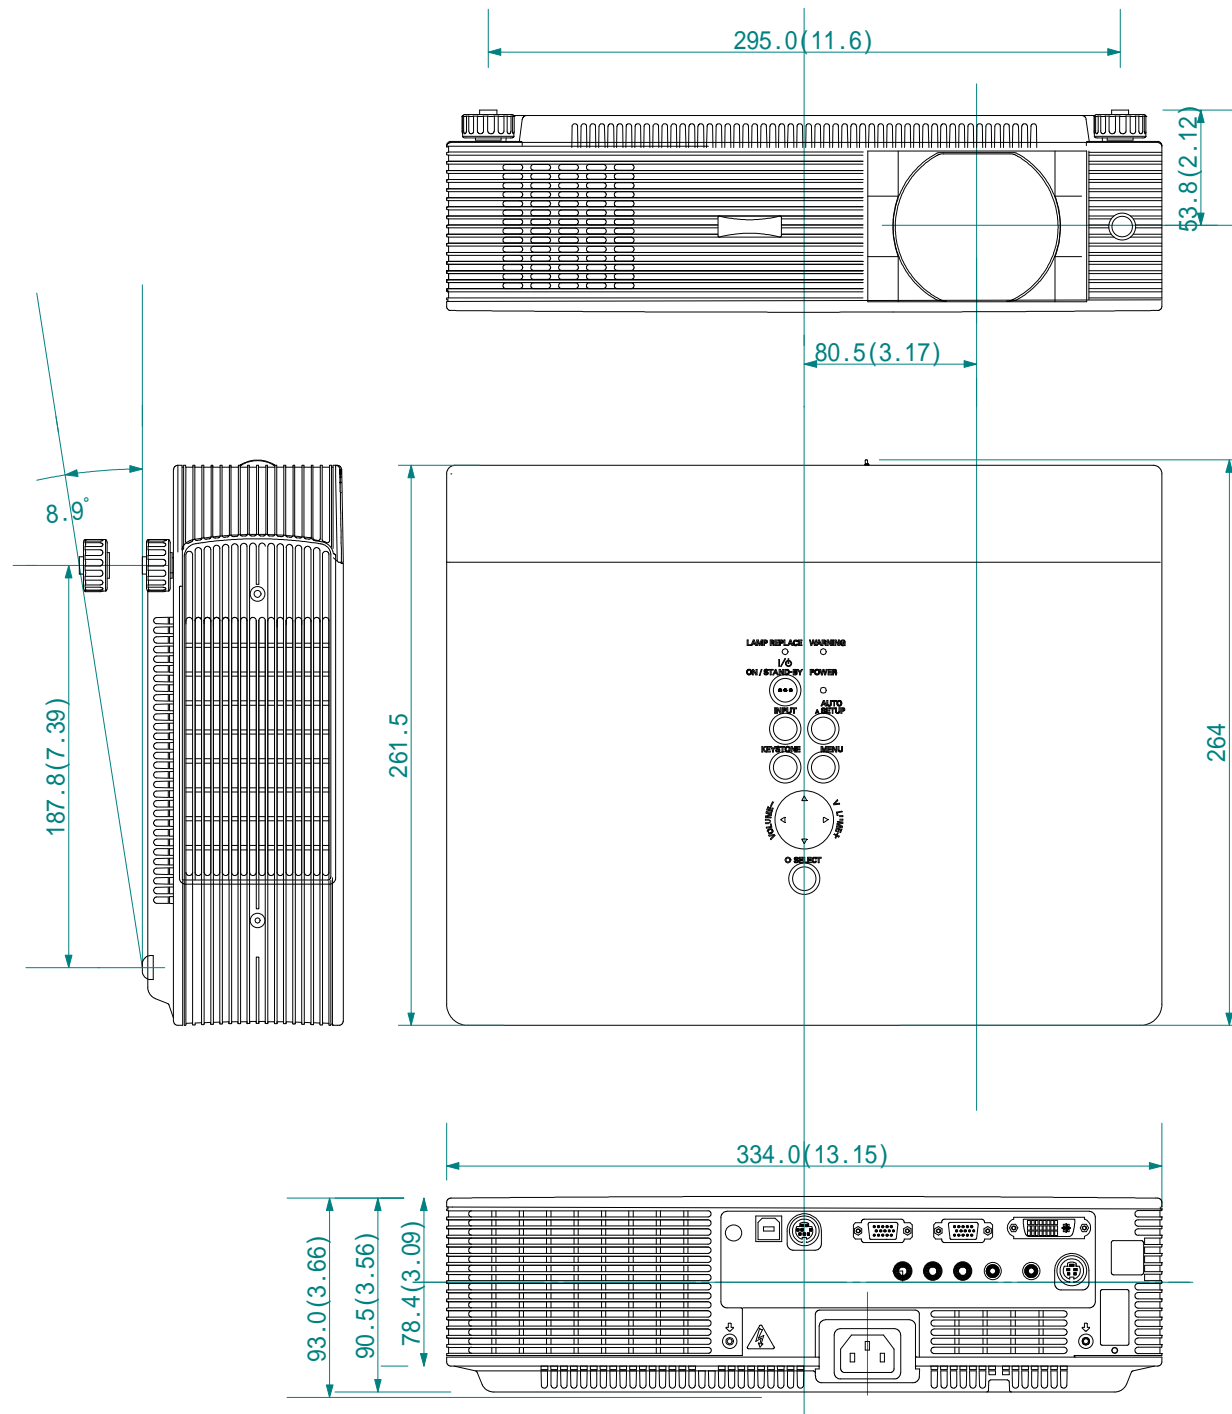 295.0(11.6)
53.8(2.12)
80.5(3.17)
8.9°
LAMP REPLACE WARNING
I/
ON / STAND-BY POWER
AUTO
INPUT SETUP
KEYSTONE MENU
VOLUME-
SELECT
187.8(7.39)
261.5
264
334.0(13.15)
93.0(3.66)
90.5(3.56)
78.4(3.09)